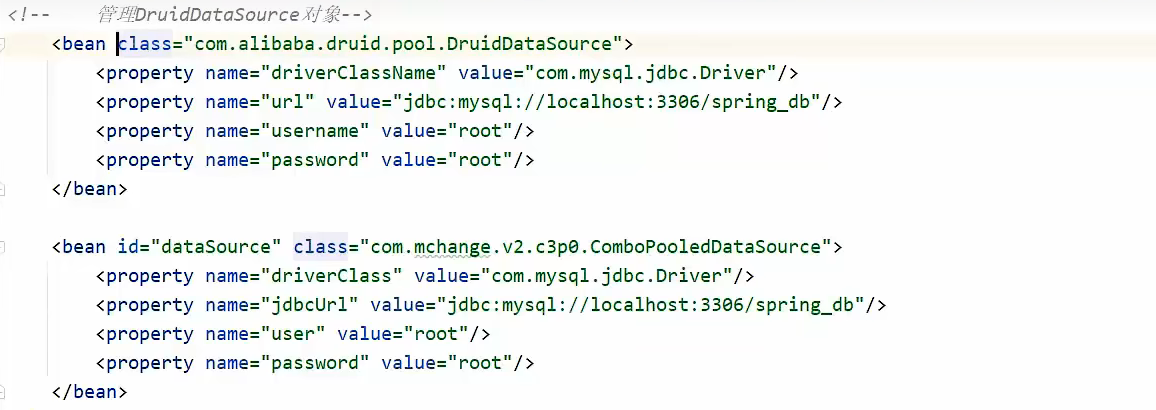 <!--    管理DruidDataSource对象-->
<bean class="com.alibaba.druid.pool.DruidDataSource">
<property name="driverClassName" value="com.mysql.jdbc.Driver"/>
<property name="url" value="jdbc:mysql://localhost:3306/spring_db"/>
<property name="username" value="root"/>
<property name="password" value="root"/>
</bean>
<bean id="dataSource" class="com.mchange.v2.c3p0.ComboPooledDataSource">
<property name="driverClass" value="com.mysql.jdbc.Driver"/>
<property name="jdbcUrl" value="jdbc:mysql://localhost:3306/spring_db"/>
<property name="user" value="root"/>
<property name="password" value="root"/>
</bean>